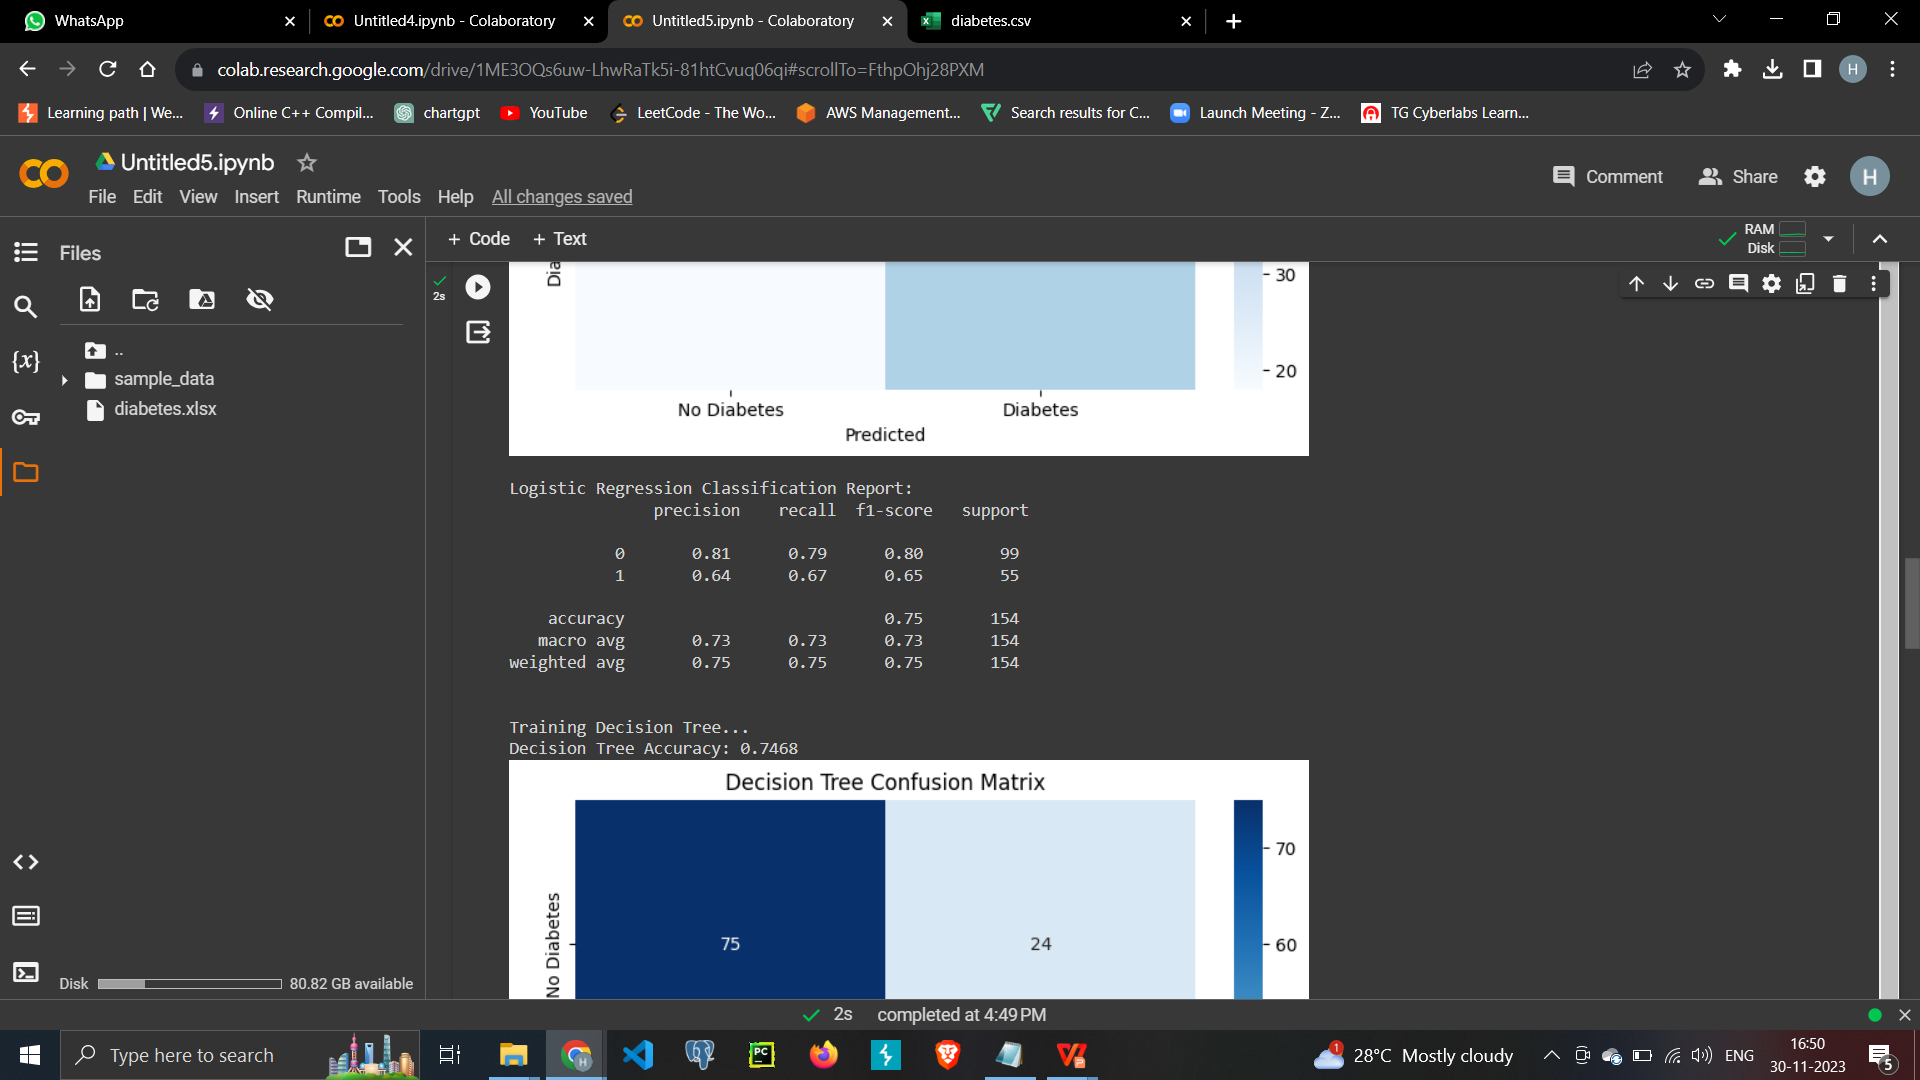 WhatsApp
Untitled4.ipynb - Colaboratory
Untitled5.ipynb - Colaboratory
diabetes.csv
colab.research.google.com/drive/1ME3OQs6uw-LhwRaTk5i-81htCvuq06qi#scrollTo=FthpOhj28PXM
H
Learning path | We...
Online C++ Compil...
chartgpt
YouTube
LeetCode - The Wo...
AWS Management...
Search results for C...
Launch Meeting - Z...
TG Cyberlabs Learn...
Untitled5.ipynb
Comment
Share
H
File Edit View Insert Runtime Tools Help All changes saved
Files
+ Code + Text
RAM
Disk
2s
..
sample_data
diabetes.xlsx
{x}
Dia
30
20
No Diabetes Diabetes
Predicted
Logistic Regression Classification Report:
precision recall f1-score support
0 0.81 0.79 0.80 99
1 0.64 0.67 0.65 55
accuracy 0.75 154
macro avg 0.73 0.73 0.73 154
weighted avg 0.75 0.75 0.75 154
Training Decision Tree...
Decision Tree Accuracy: 0.7468
Decision Tree Confusion Matrix
70
No Diabetes
75 24
60
Disk 80.82 GB available
2s completed at 4:49 PM
Type here to search
H
PC
1
28°C Mostly cloudy
ENG
16:50
30-11-2023
5